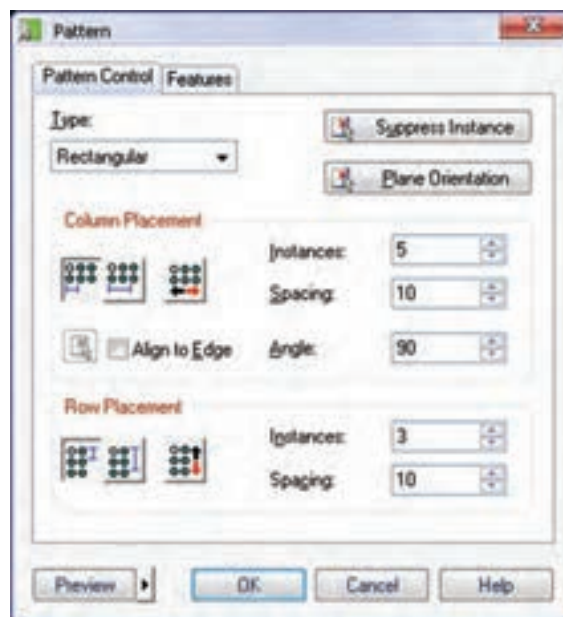 Pattern
Pattern Control Features
Type:
Suppress Instance
Rectangular
Plane Orientation
Column Placement
Instances: 5
Spacing: 10
Align to Edge Angle: 90
Row Placement
Instances: 3
Spacing: 10
Preview OK Cancel Help